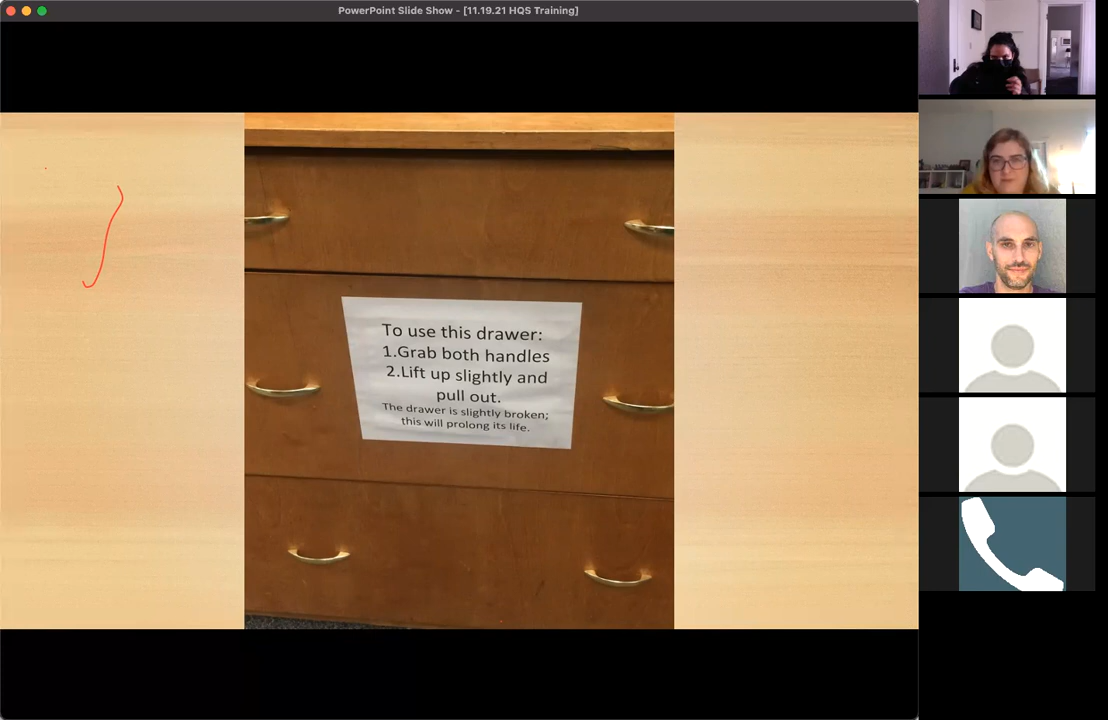 PowerPoint Slide Show - [11.19.21 HQS Training]
To use this drawer:
1.Grab both handles
2.Lift up slightly and
pull out.
The drawer is slightly broken;
this will prolong its life.